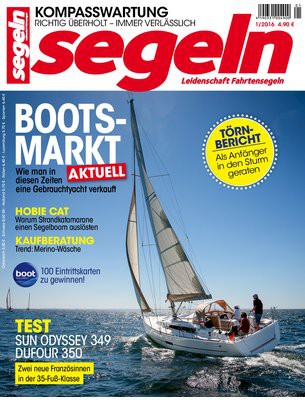 KOMPASSWARTUNG
RICHTIG ÜBERHOLT – IMMER VERLÄSSLICH
segeln
segeln
1/2016 4,90 €
Leidenschaft Fahrtensegeln
BOOTS-
MARKT
AKTUELL
Wie man in
diesen Zeiten
eine Gebrauchtyacht verkauft
TÖRN-
BERICHT
Als Anfänger
in den Sturm
geraten
HOBIE CAT
Warum Strandkatamarane
einen Segelboom auslösten
KAUFBERATUNG
Trend: Merino-Wäsche
boot
100 Eintrittskarten
zu gewinnen!
TEST
SUN ODYSSEY 349
DUFOUR 350
Zwei neue Französinnen
in der 35-Fuß-Klasse